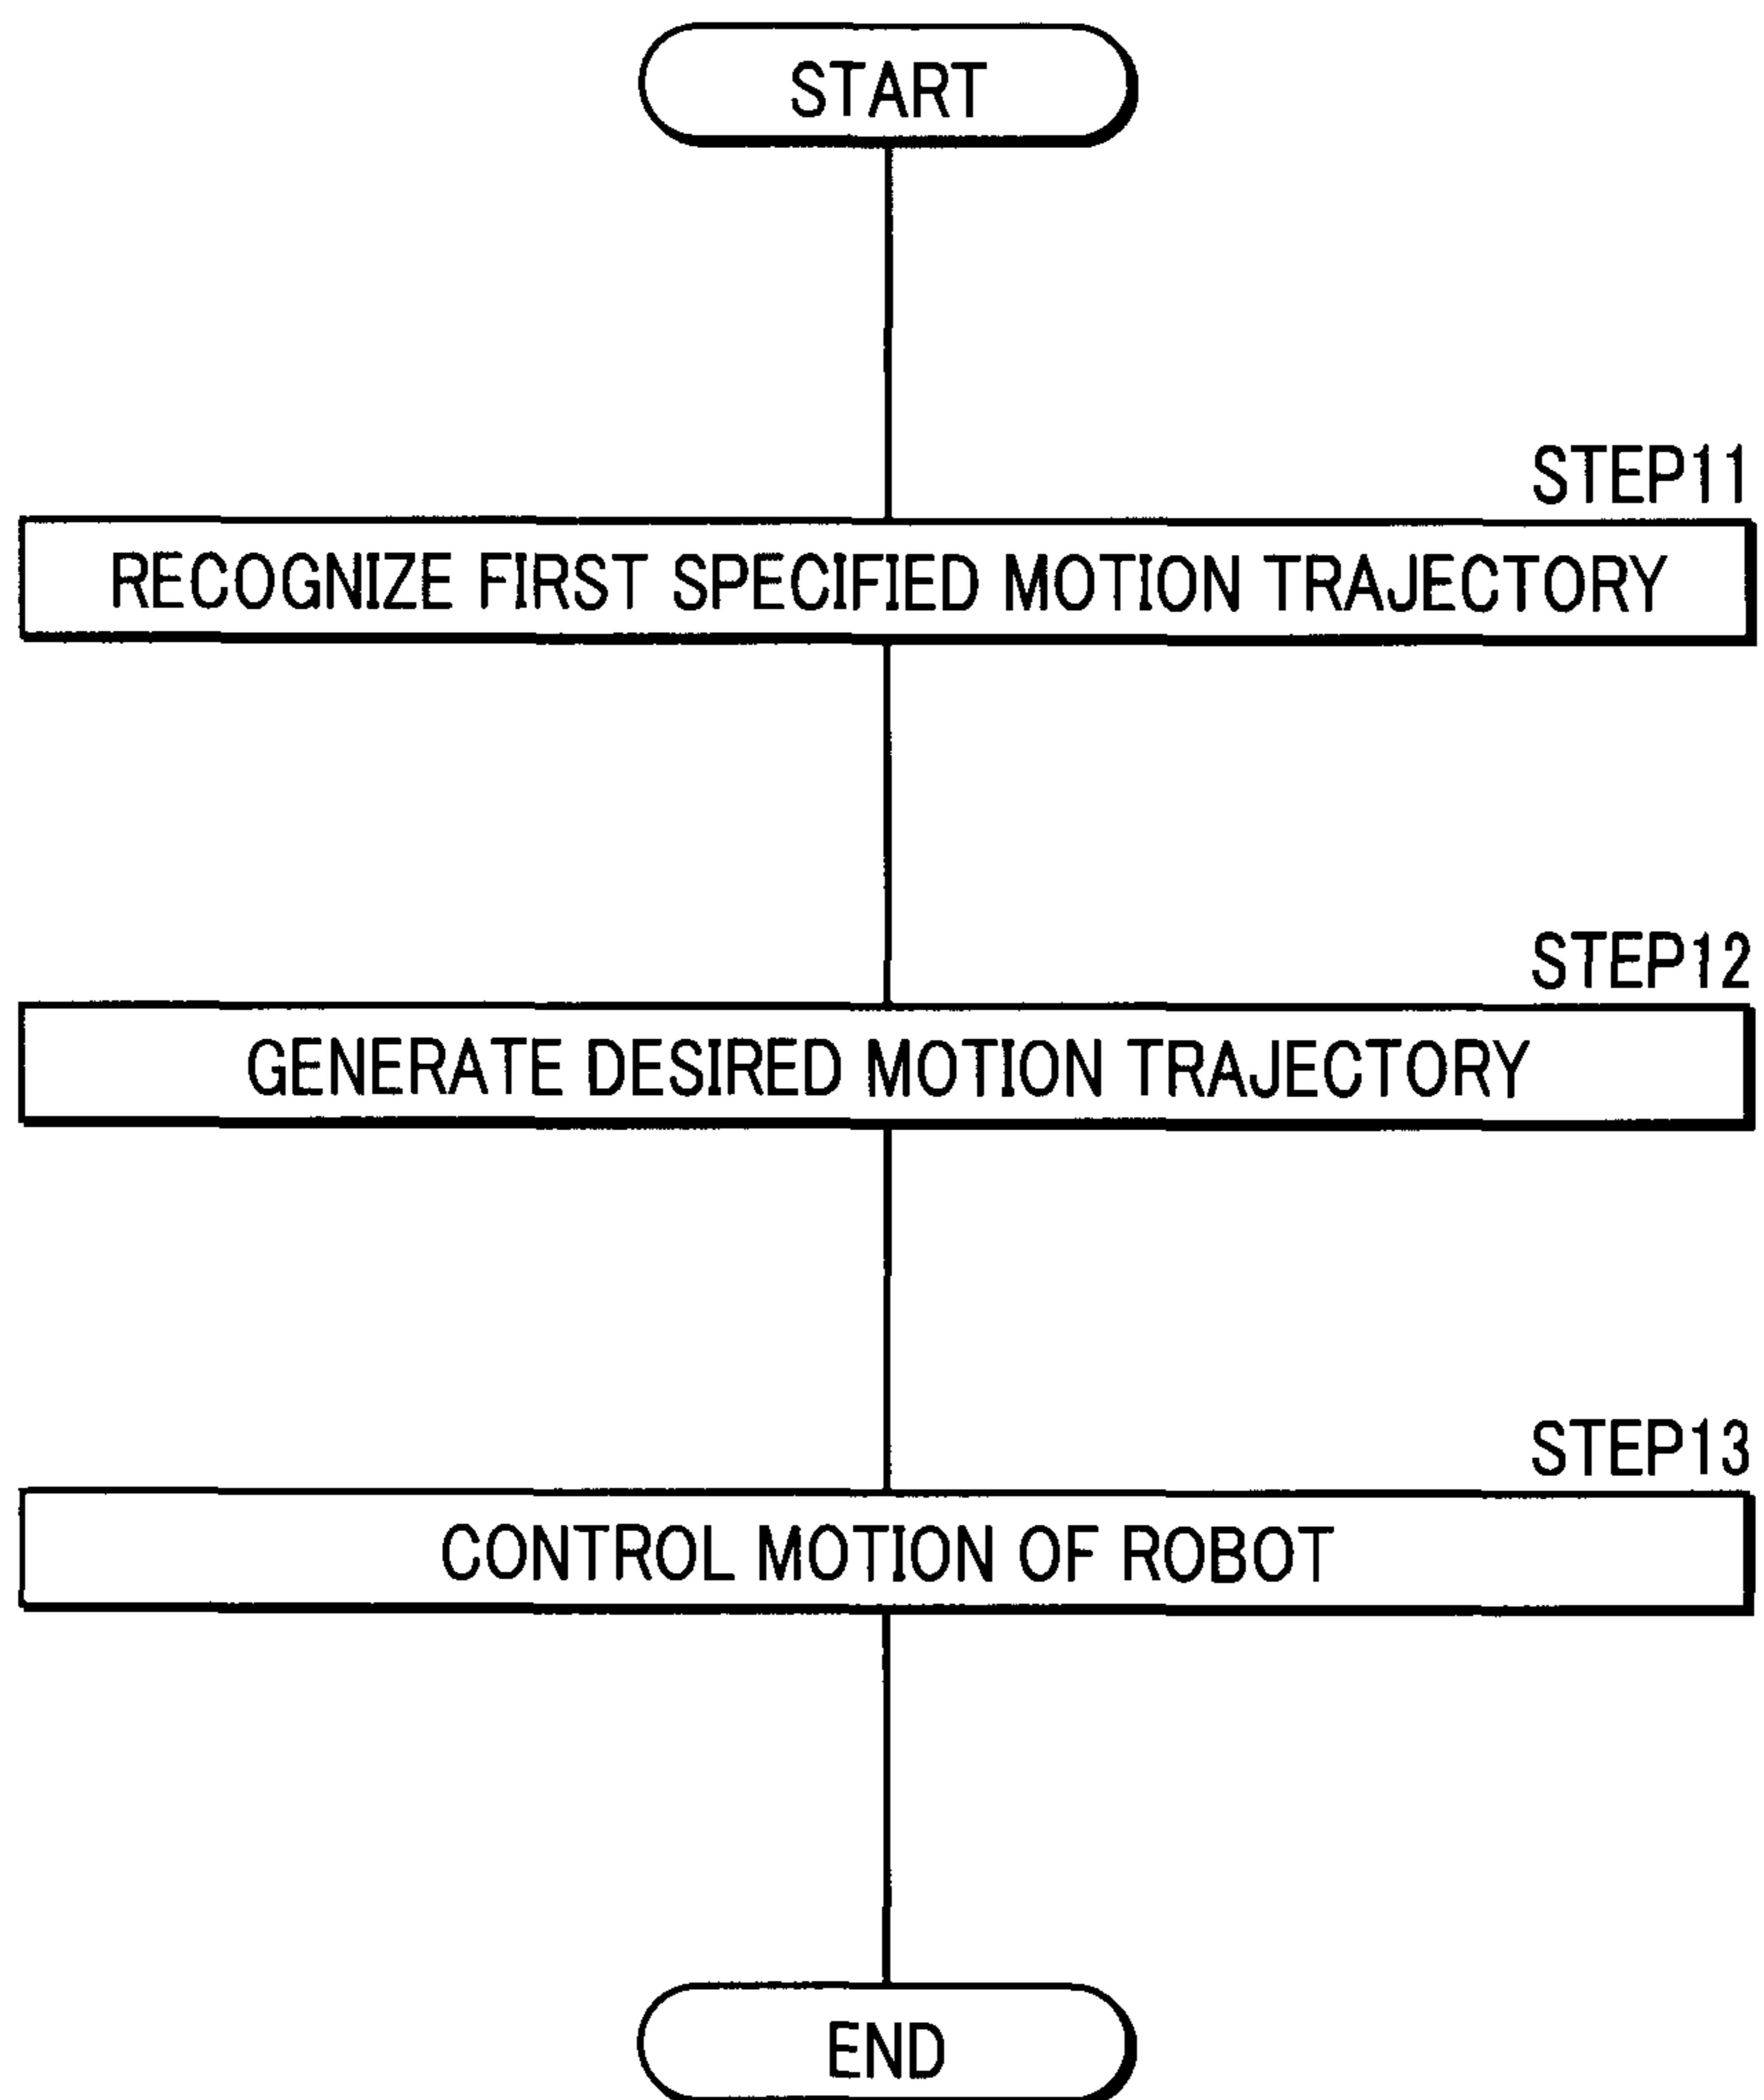 START
STEP11
RECOGNIZE FIRST SPECIFIED MOTION TRAJECTORY
STEP12
GENERATE DESIRED MOTION TRAJECTORY
STEP13
CONTROL MOTION OF ROBOT
END